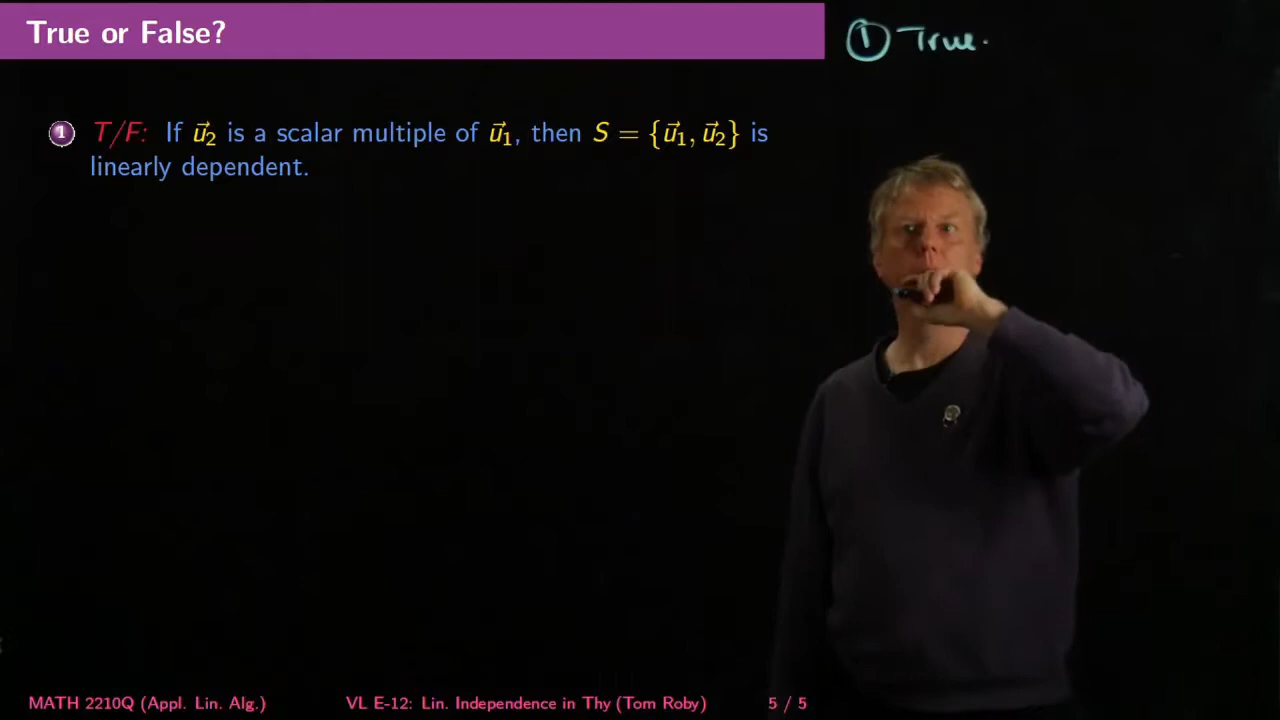 True or False?
① True.
1 T/F: If u⃗₂ is a scalar multiple of u⃗₁, then S = {u⃗₁, u⃗₂} is
linearly dependent.
MATH 2210Q (Appl. Lin. Alg.) VL E-12: Lin. Independence in Thy (Tom Roby) 5 / 5